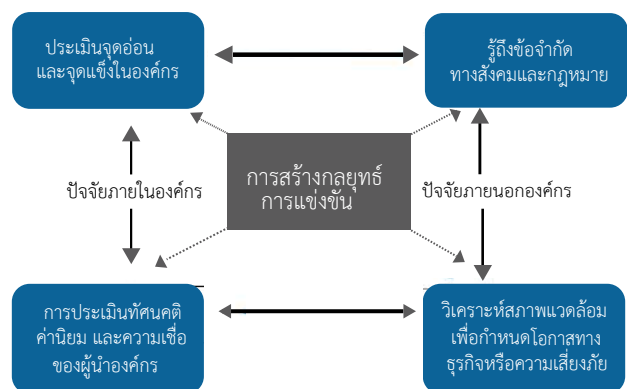 ประเมินจุดอ่อน
และจุดแข็งในองค์กร
รู้ถึงข้อจำกัด
ทางสังคมและกฎหมาย
การสร้างกลยุทธ์
การแข่งขัน
ปัจจัยภายในองค์กร
ปัจจัยภายนอกองค์กร
การประเมินทัศนคติ
ค่านิยม และความเชื่อ
ของผู้นำองค์กร
วิเคราะห์สภาพแวดล้อม
เพื่อกำหนดโอกาสทาง
ธุรกิจหรือความเสี่ยงภัย